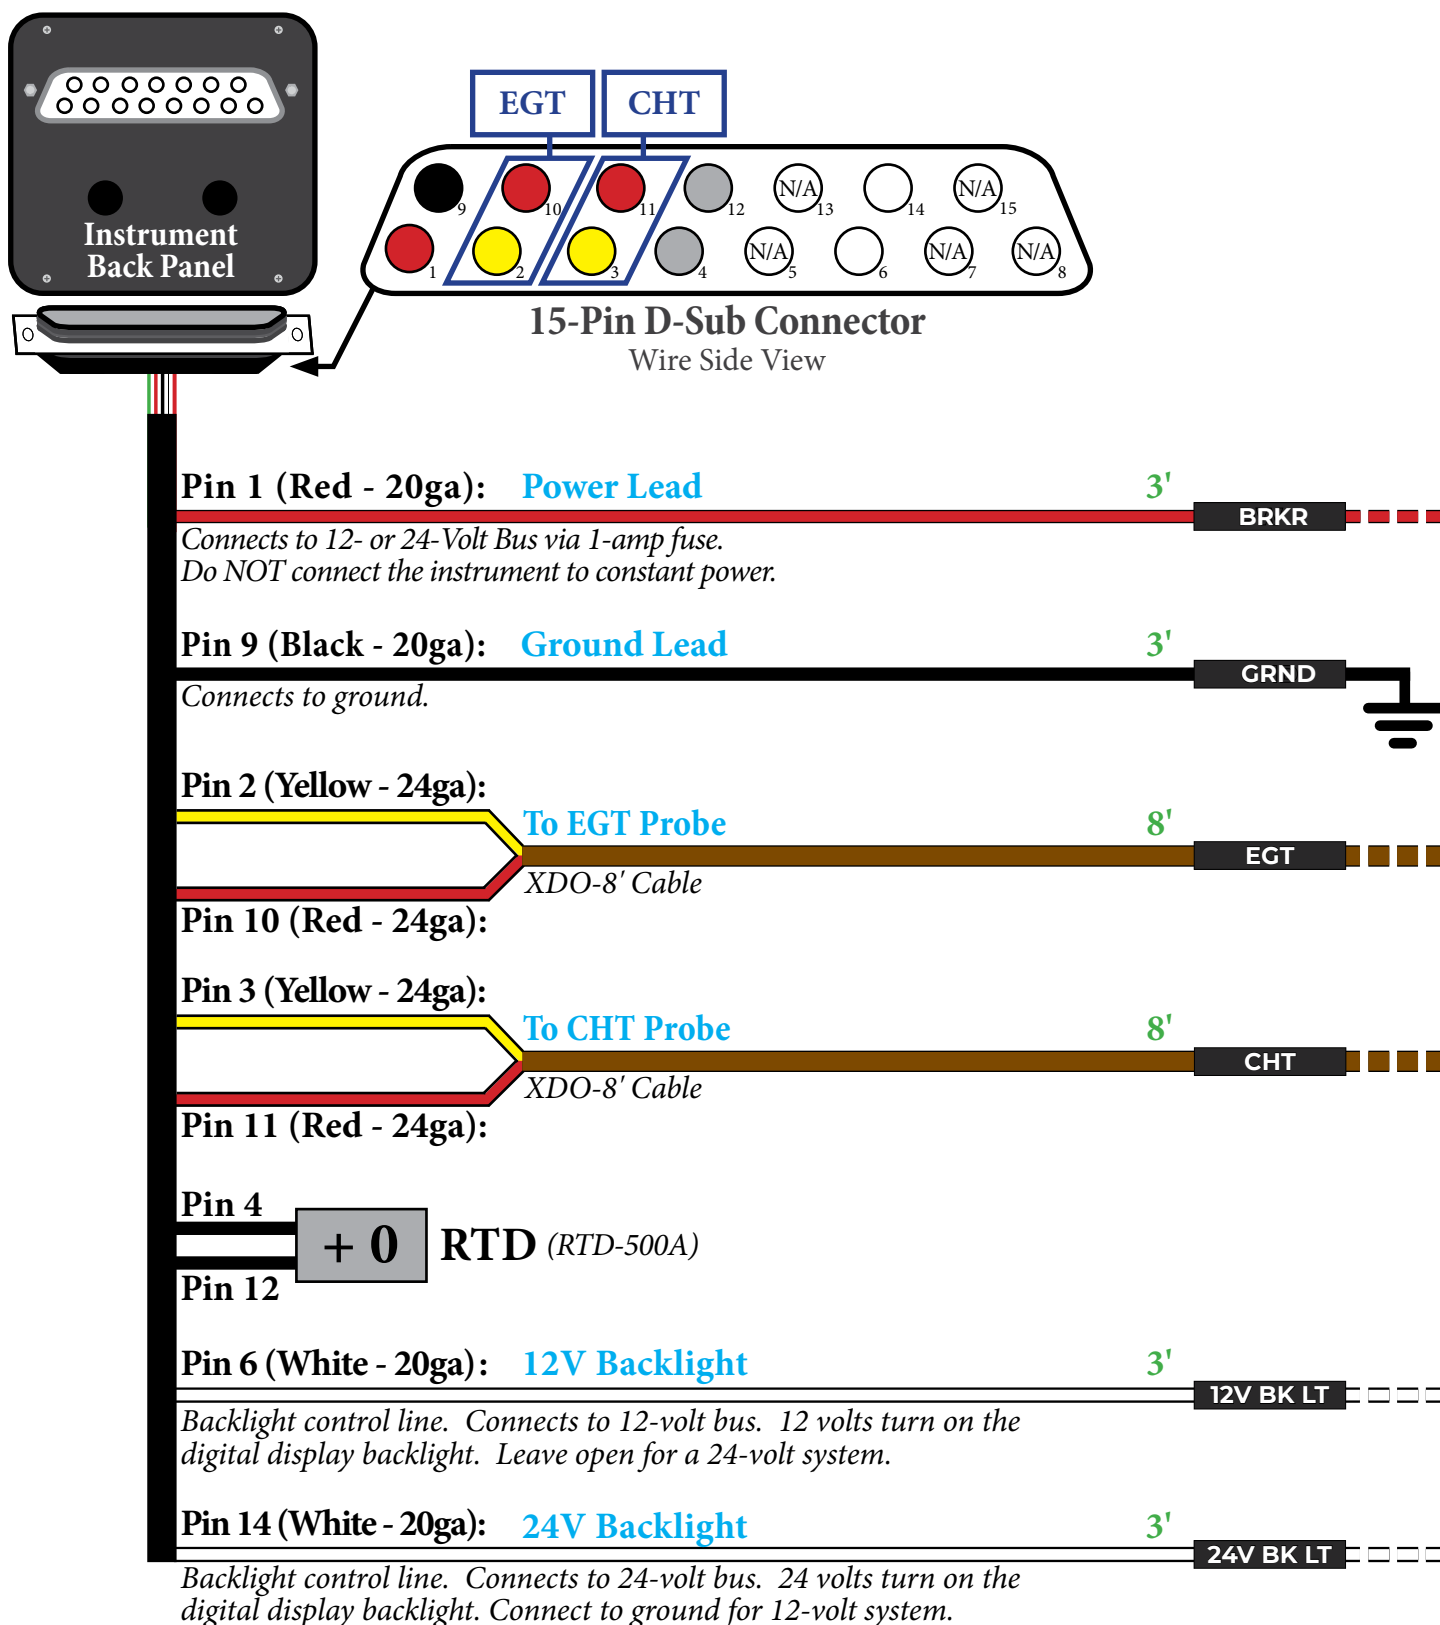 EGT
CHT
9
10
11
12
N/A 13
14
N/A 15
1
2
3
4
N/A 5
6
N/A 7
N/A 8
Instrument
Back Panel
15-Pin D-Sub Connector
Wire Side View
Pin 1 (Red - 20ga): Power Lead 3'
BRKR
Connects to 12- or 24-Volt Bus via 1-amp fuse.
Do NOT connect the instrument to constant power.
Pin 9 (Black - 20ga): Ground Lead 3'
GRND
Connects to ground.
Pin 2 (Yellow - 24ga):
To EGT Probe 8'
EGT
XDO-8' Cable
Pin 10 (Red - 24ga):
Pin 3 (Yellow - 24ga):
To CHT Probe 8'
CHT
XDO-8' Cable
Pin 11 (Red - 24ga):
Pin 4
+ 0 RTD (RTD-500A)
Pin 12
Pin 6 (White - 20ga): 12V Backlight 3'
12V BK LT
Backlight control line. Connects to 12-volt bus. 12 volts turn on the
digital display backlight. Leave open for a 24-volt system.
Pin 14 (White - 20ga): 24V Backlight 3'
24V BK LT
Backlight control line. Connects to 24-volt bus. 24 volts turn on the
digital display backlight. Connect to ground for 12-volt system.